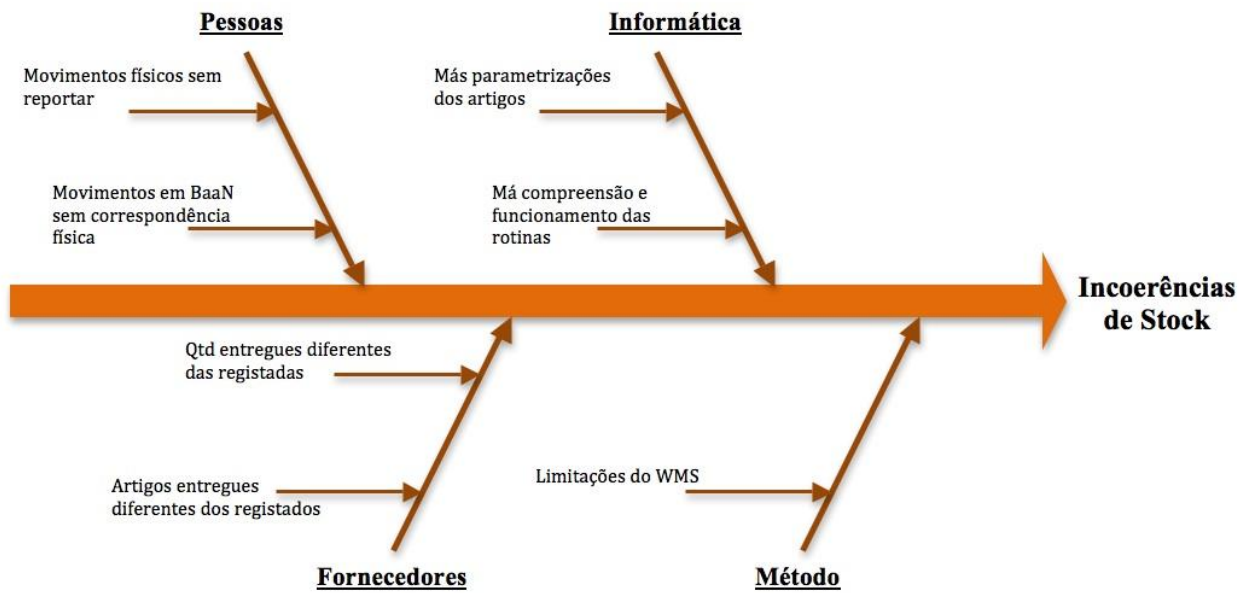 Pessoas
Informática
Movimentos físicos sem
reportar
Más parametrizações
dos artigos
Movimentos em BaaN
sem correspondência
física
Má compreensão e
funcionamento das
rotinas
Incoerências
de Stock
Qtd entregues diferentes
das registadas
Artigos entregues
diferentes dos registados
Limitações do WMS
Fornecedores
Método